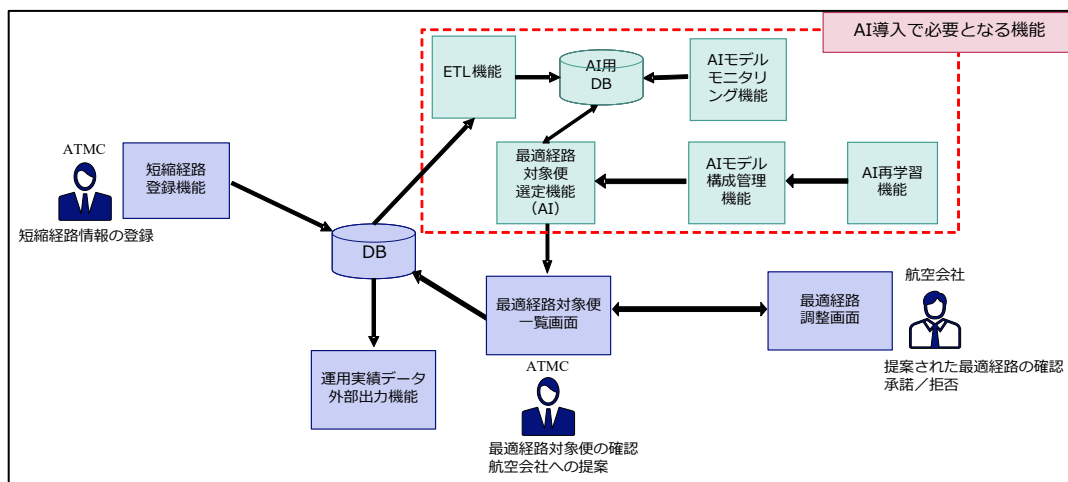 AI導入で必要となる機能
ETL機能
AI用
DB
AIモデル
モニタリ
ング機能
ATMC
短縮経路
登録機能
短縮経路情報の登録
最適経路
対象便
選定機能
（AI）
AIモデル
構成管理
機能
AI再学習
機能
DB
最適経路対象便
一覧画面
最適経路
調整画面
航空会社
提案された最適経路の確認
承諾／拒否
運用実績データ
外部出力機能
ATMC
最適経路対象便の確認
航空会社への提案